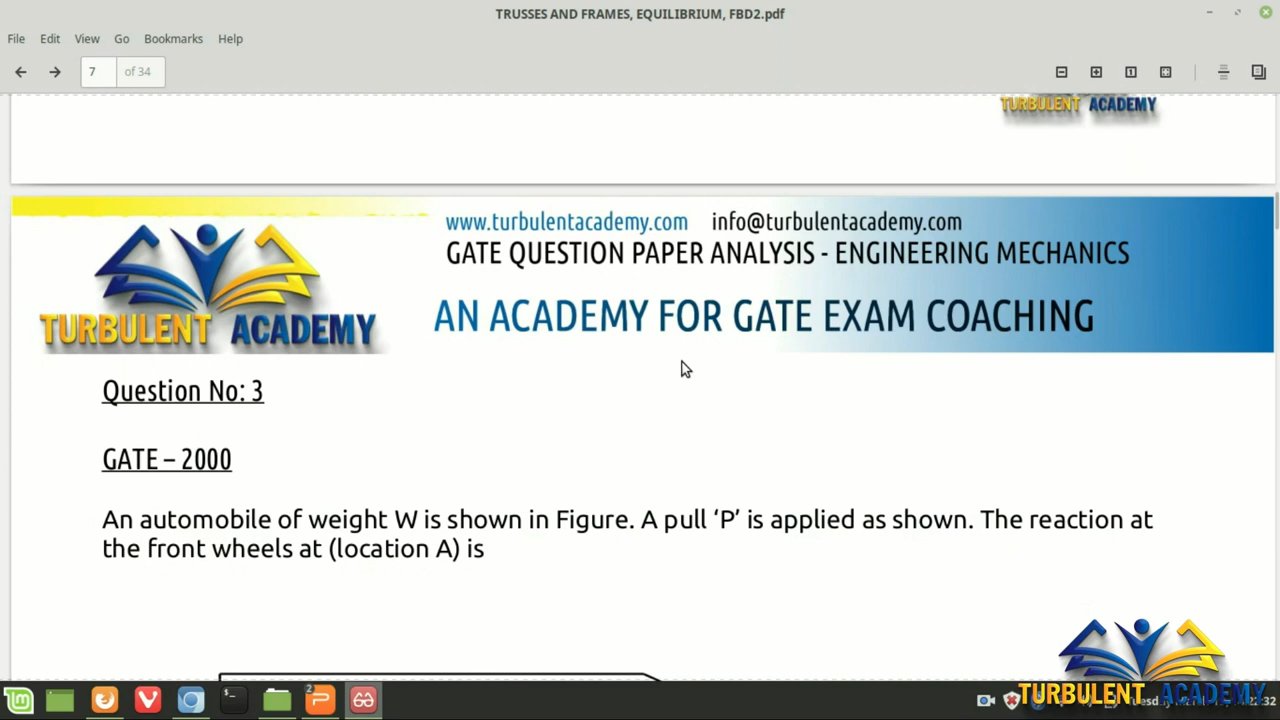 TRUSSES AND FRAMES, EQUILIBRIUM, FBD2.pdf
File Edit View Go Bookmarks Help
7 of 34
TURBULENT ACADEMY
www.turbulentacademy.com info@turbulentacademy.com
GATE QUESTION PAPER ANALYSIS - ENGINEERING MECHANICS
AN ACADEMY FOR GATE EXAM COACHING
TURBULENT ACADEMY
Question No: 3
GATE – 2000
An automobile of weight W is shown in Figure. A pull ‘P’ is applied as shown. The reaction at
the front wheels at (location A) is
TURBULENT ACADEMY
2
22:32